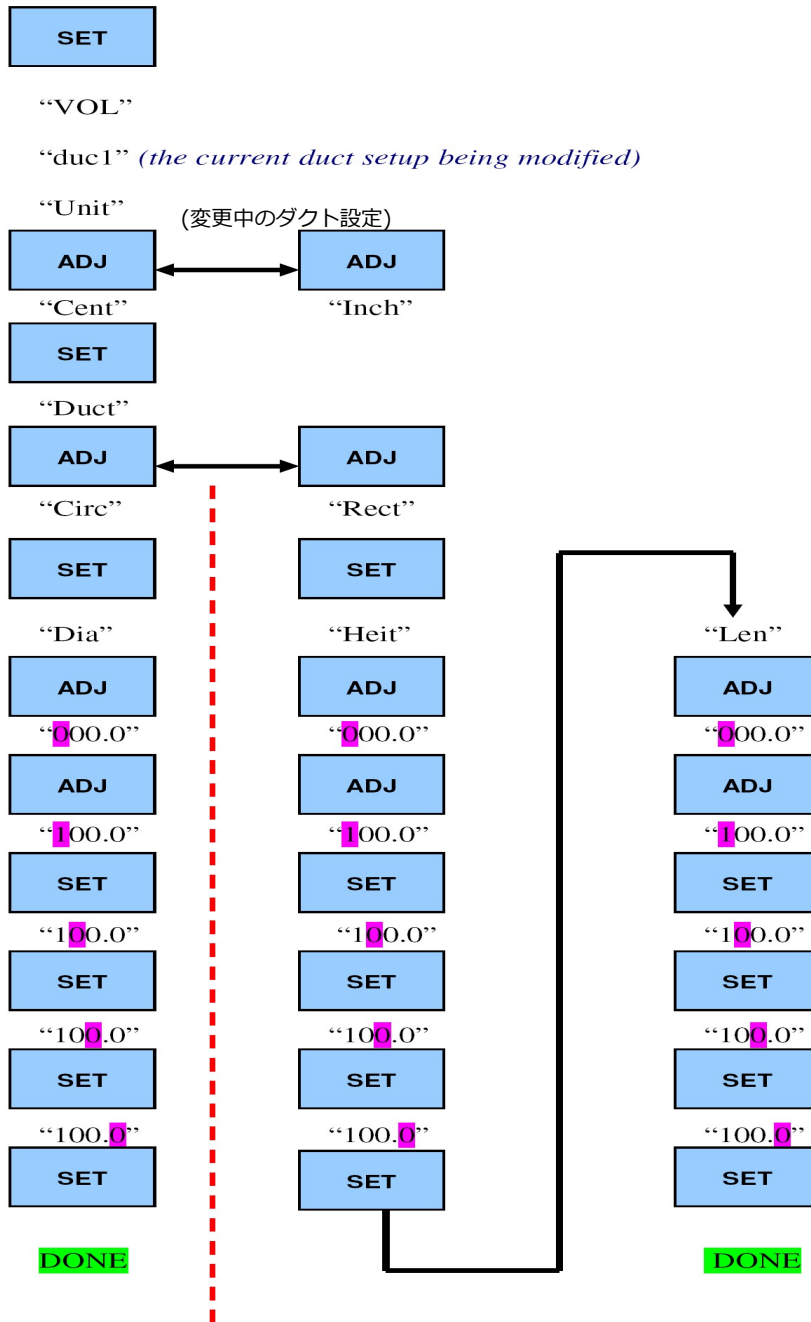 SET
“VOL”
“duc1” (the current duct setup being modified)
“Unit”
(変更中のダクト設定)
ADJ ADJ
“Cent” “Inch”
SET
“Duct”
ADJ ADJ
“Circ” “Rect”
SET SET
“Dia” “Heit” “Len”
ADJ ADJ ADJ
“000.0” “000.0” “000.0”
ADJ ADJ ADJ
“100.0” “100.0” “100.0”
SET SET SET
“100.0” “100.0” “100.0”
SET SET SET
“100.0” “100.0” “100.0”
SET SET SET
“100.0” “100.0” “100.0”
SET SET SET
DONE DONE